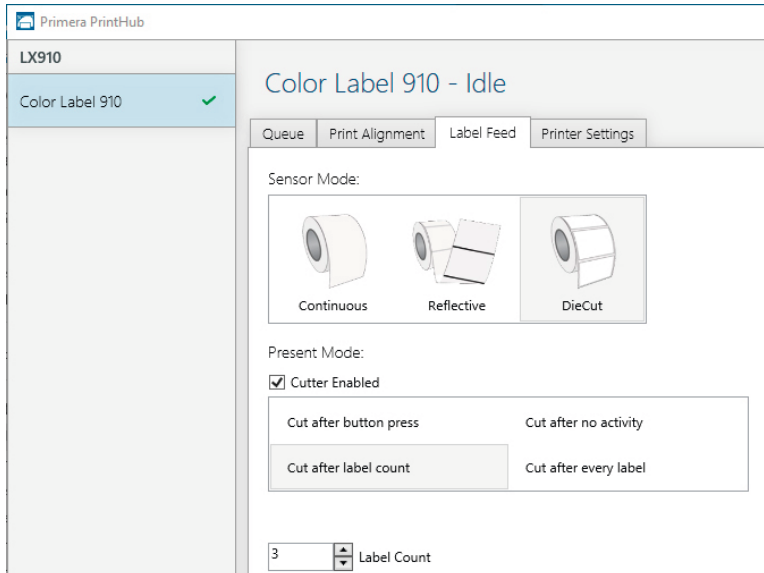 Primera PrintHub
LX910
Color Label 910
Color Label 910 - Idle
Queue
Print Alignment
Label Feed
Printer Settings
Sensor Mode:
Continuous
Reflective
DieCut
Present Mode:
Cutter Enabled
Cut after button press
Cut after no activity
Cut after label count
Cut after every label
3
Label Count